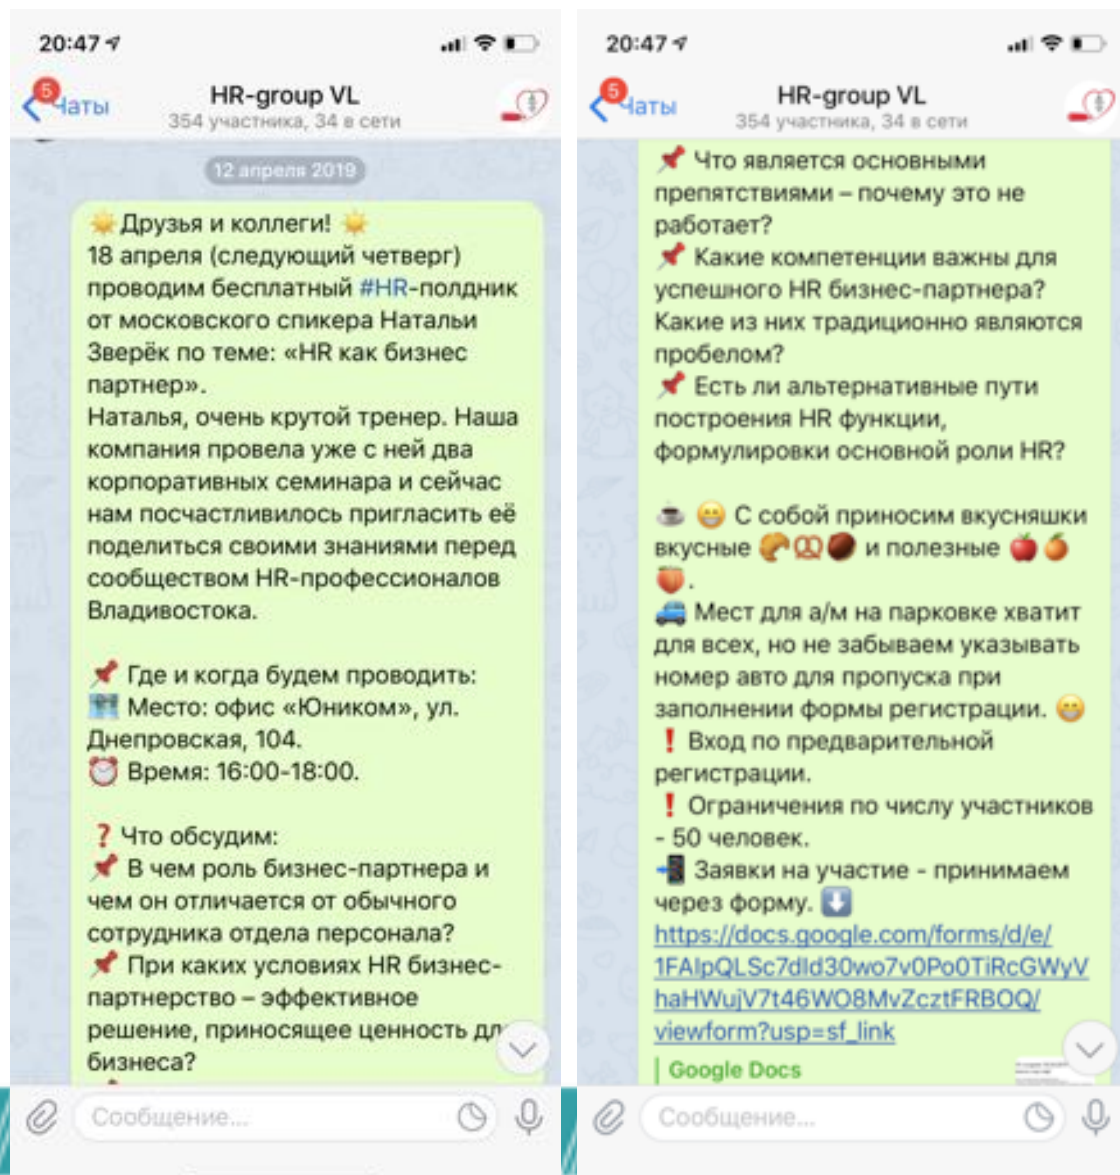 20:47
5
Чаты
HR-group VL
354 участника, 34 в сети
12 апреля 2019
Друзья и коллеги!
18 апреля (следующий четверг)
проводим бесплатный #HR-полдник
от московского спикера Натальи
Зверёк по теме: «HR как бизнес
партнер».
Наталья, очень крутой тренер. Наша
компания провела уже с ней два
корпоративных семинара и сейчас
нам посчастливилось пригласить её
поделиться своими знаниями перед
сообществом HR-профессионалов
Владивостока.
Где и когда будем проводить:
Место: офис «Юником», ул.
Днепровская, 104.
Время: 16:00-18:00.
Что обсудим:
В чем роль бизнес-партнера и
чем он отличается от обычного
сотрудника отдела персонала?
При каких условиях HR бизнес-
партнерство – эффективное
решение, приносящее ценность для
бизнеса?
Сообщение...
20:47
5
Чаты
HR-group VL
354 участника, 34 в сети
Что является основными
препятствиями – почему это не
работает?
Какие компетенции важны для
успешного HR бизнес-партнера?
Какие из них традиционно являются
пробелом?
Есть ли альтернативные пути
построения HR функции,
формулировки основной роли HR?
С собой приносим вкусняшки
вкусные и полезные
.
Мест для а/м на парковке хватит
для всех, но не забываем указывать
номер авто для пропуска при
заполнении формы регистрации.
Вход по предварительной
регистрации.
Ограничения по числу участников
- 50 человек.
Заявки на участие - принимаем
через форму.
https://docs.google.com/forms/d/e/
1FAIpQLSc7dld30wo7v0Po0TiRcGWyV
haHWujV7t46WO8MvZcztFRBOQ/
viewform?usp=sf_link
Google Docs
Сообщение...